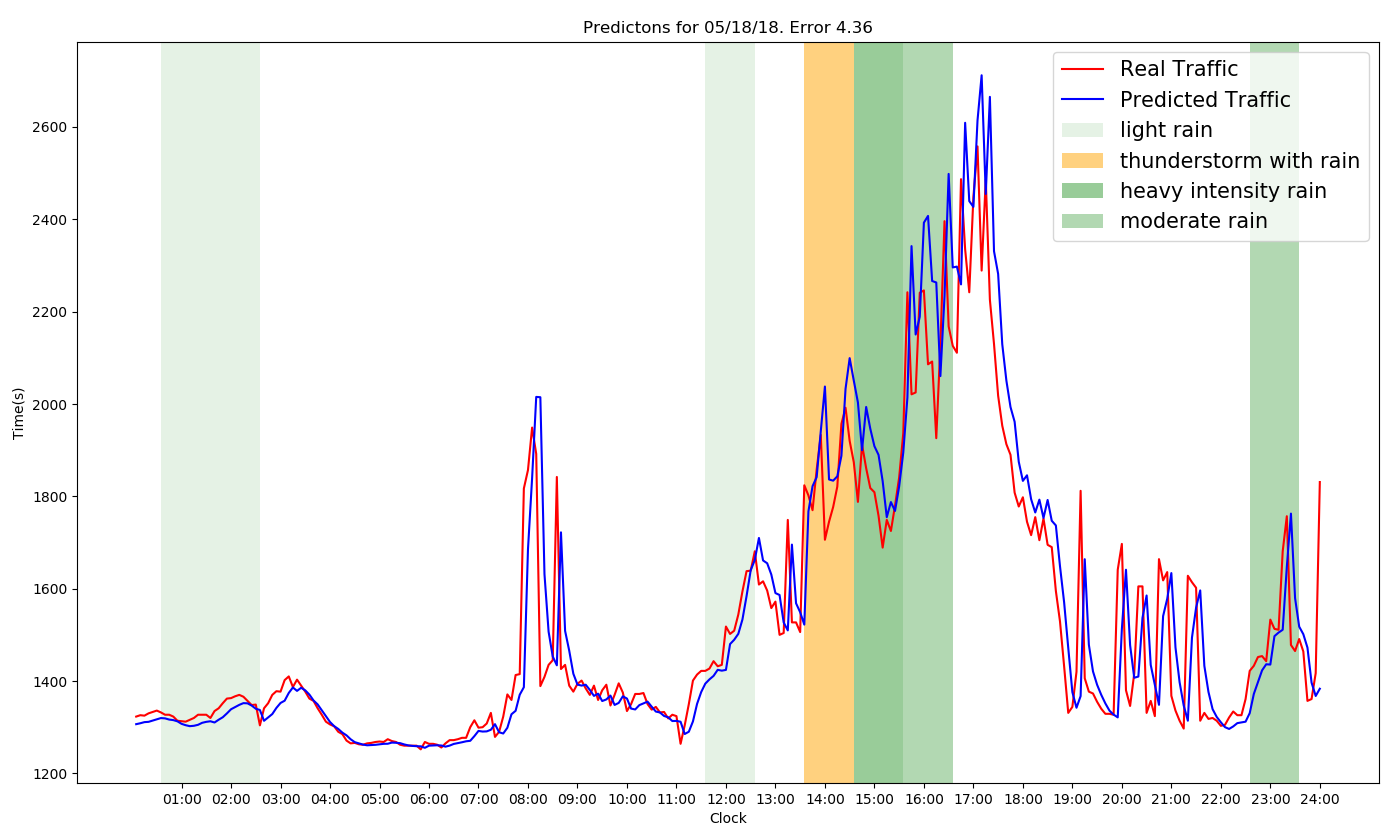 Predictons for 05/18/18. Error 4.36
Real Traffic
Predicted Traffic
light rain
thunderstorm with rain
heavy intensity rain
moderate rain
2600
2400
2200
2000
1800
1600
1400
1200
Time(s)
01:00 02:00 03:00 04:00 05:00 06:00 07:00 08:00 09:00 10:00 11:00 12:00 13:00 14:00 15:00 16:00 17:00 18:00 19:00 20:00 21:00 22:00 23:00 24:00
Clock